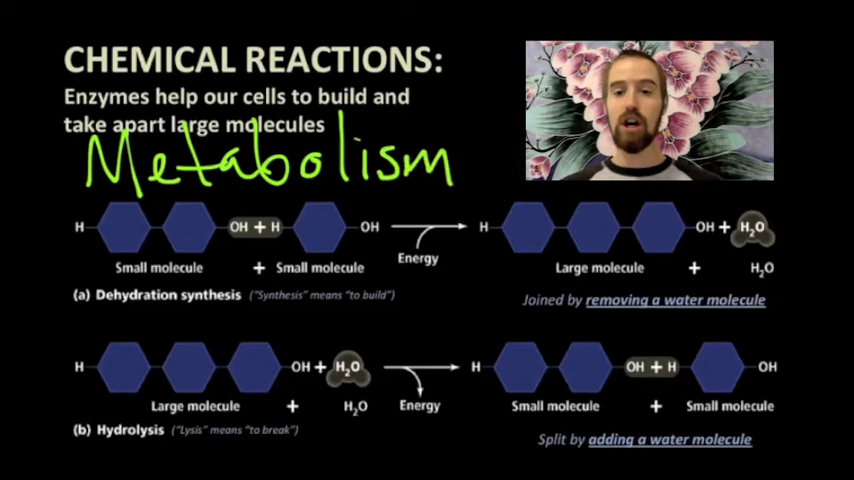 CHEMICAL REACTIONS:
Enzymes help our cells to build and
take apart large molecules
Metabolism
H OH + H OH Energy H OH + H₂O
Small molecule + Small molecule Large molecule + H₂O
(a) Dehydration synthesis ("Synthesis" means "to build") Joined by removing a water molecule
H OH + H₂O Energy H OH + H OH
Large molecule + H₂O Small molecule + Small molecule
(b) Hydrolysis ("Lysis" means "to break") Split by adding a water molecule